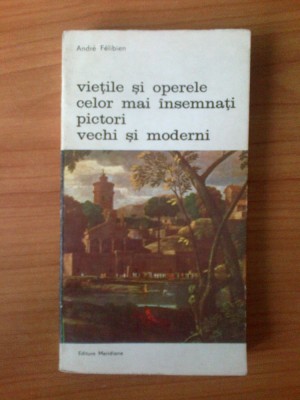 André Félibien
viețile și operele
celor mai însemnați
pictori
vechi și moderni
Editura Meridiane